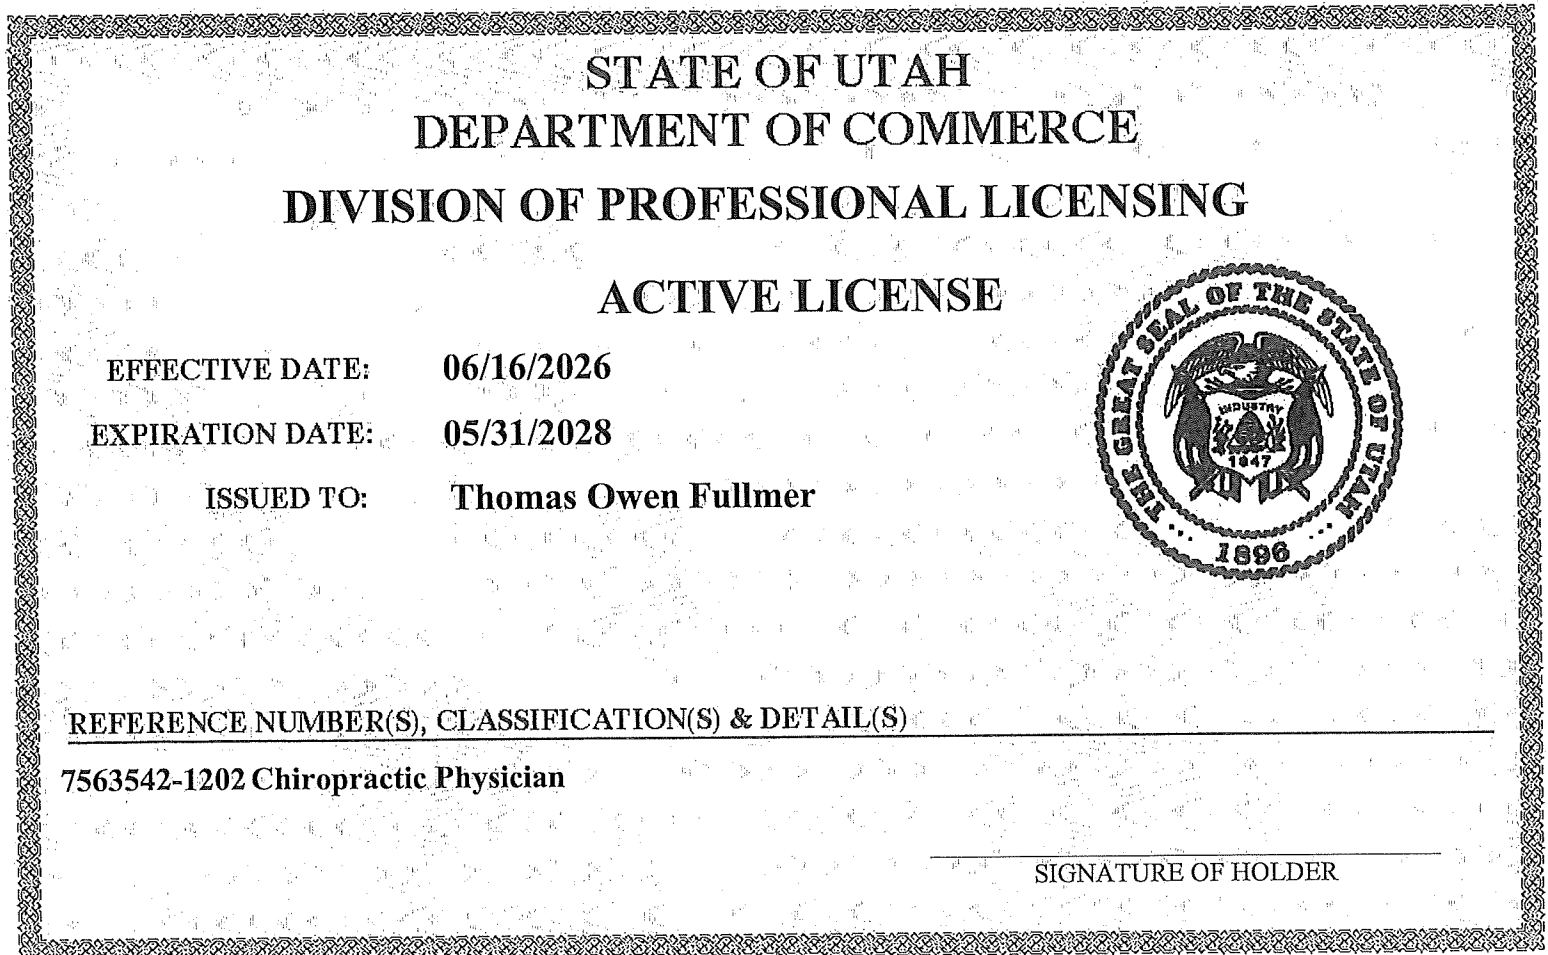 STATE OF UTAH
DEPARTMENT OF COMMERCE
DIVISION OF PROFESSIONAL LICENSING
ACTIVE LICENSE
EFFECTIVE DATE: 06/16/2026
EXPIRATION DATE: 05/31/2028
ISSUED TO: Thomas Owen Fullmer
THE GREAT SEAL OF THE STATE OF UTAH
INDUSTRY
1847
1896
REFERENCE NUMBER(S), CLASSIFICATION(S) & DETAIL(S)
7563542-1202 Chiropractic Physician
SIGNATURE OF HOLDER